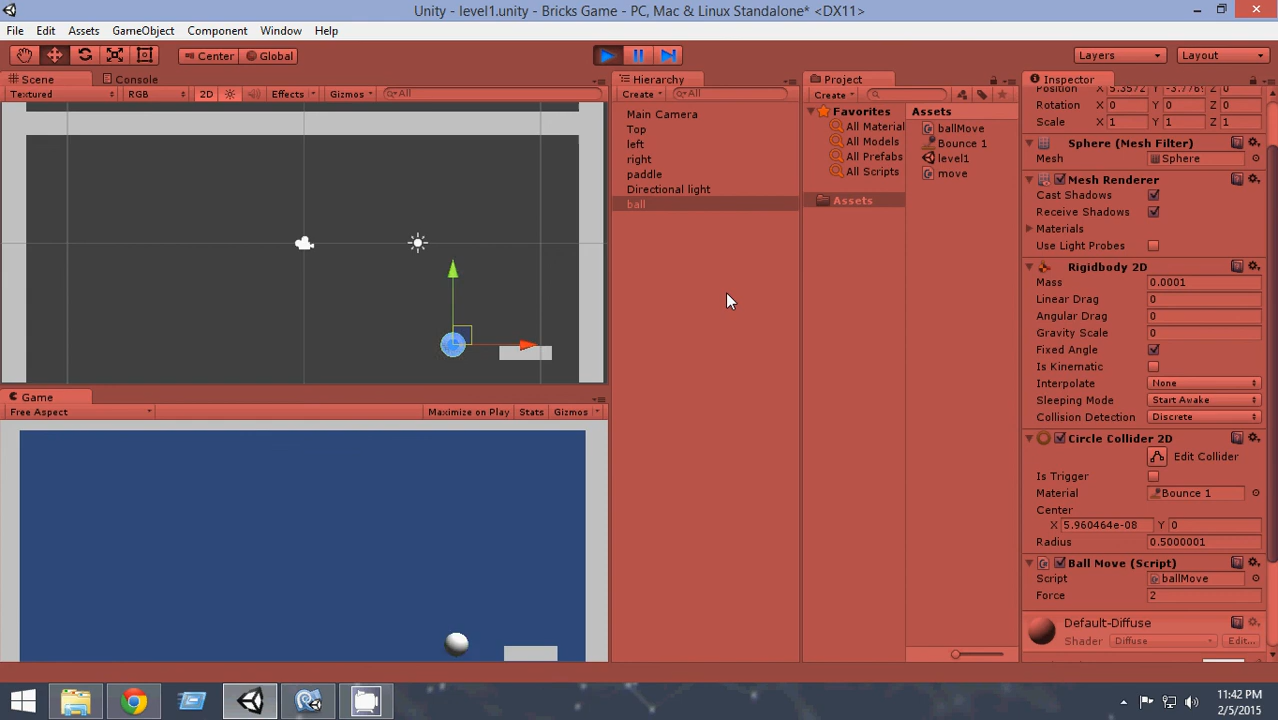 Unity - level1.unity - Bricks Game - PC, Mac & Linux Standalone* <DX11>
File Edit Assets GameObject Component Window Help
Center Global Layers Layout
Scene Console
Textured RGB 2D Effects Gizmos All
Hierarchy
Create All
Main Camera
Top
left
right
paddle
Directional light
ball
Project
Create
Favorites
All Material
All Models
All Prefabs
All Scripts
Assets
Assets
ballMove
Bounce 1
level1
move
Inspector
Position X 5.3572 Y -3.7769 Z 0
Rotation X 0 Y 0 Z 0
Scale X 1 Y 1 Z 1
Sphere (Mesh Filter)
Mesh Sphere
Mesh Renderer
Cast Shadows
Receive Shadows
Materials
Use Light Probes
Rigidbody 2D
Mass 0.0001
Linear Drag 0
Angular Drag 0
Gravity Scale 0
Fixed Angle
Is Kinematic
Interpolate None
Sleeping Mode Start Awake
Collision Detection Discrete
Circle Collider 2D
Edit Collider
Is Trigger
Material Bounce 1
Center
X 5.960464e-08 Y 0
Radius 0.5000001
Ball Move (Script)
Script ballMove
Force 2
Default-Diffuse
Shader Diffuse Edit...
Game
Free Aspect Maximize on Play Stats Gizmos
11:42 PM
2/5/2015